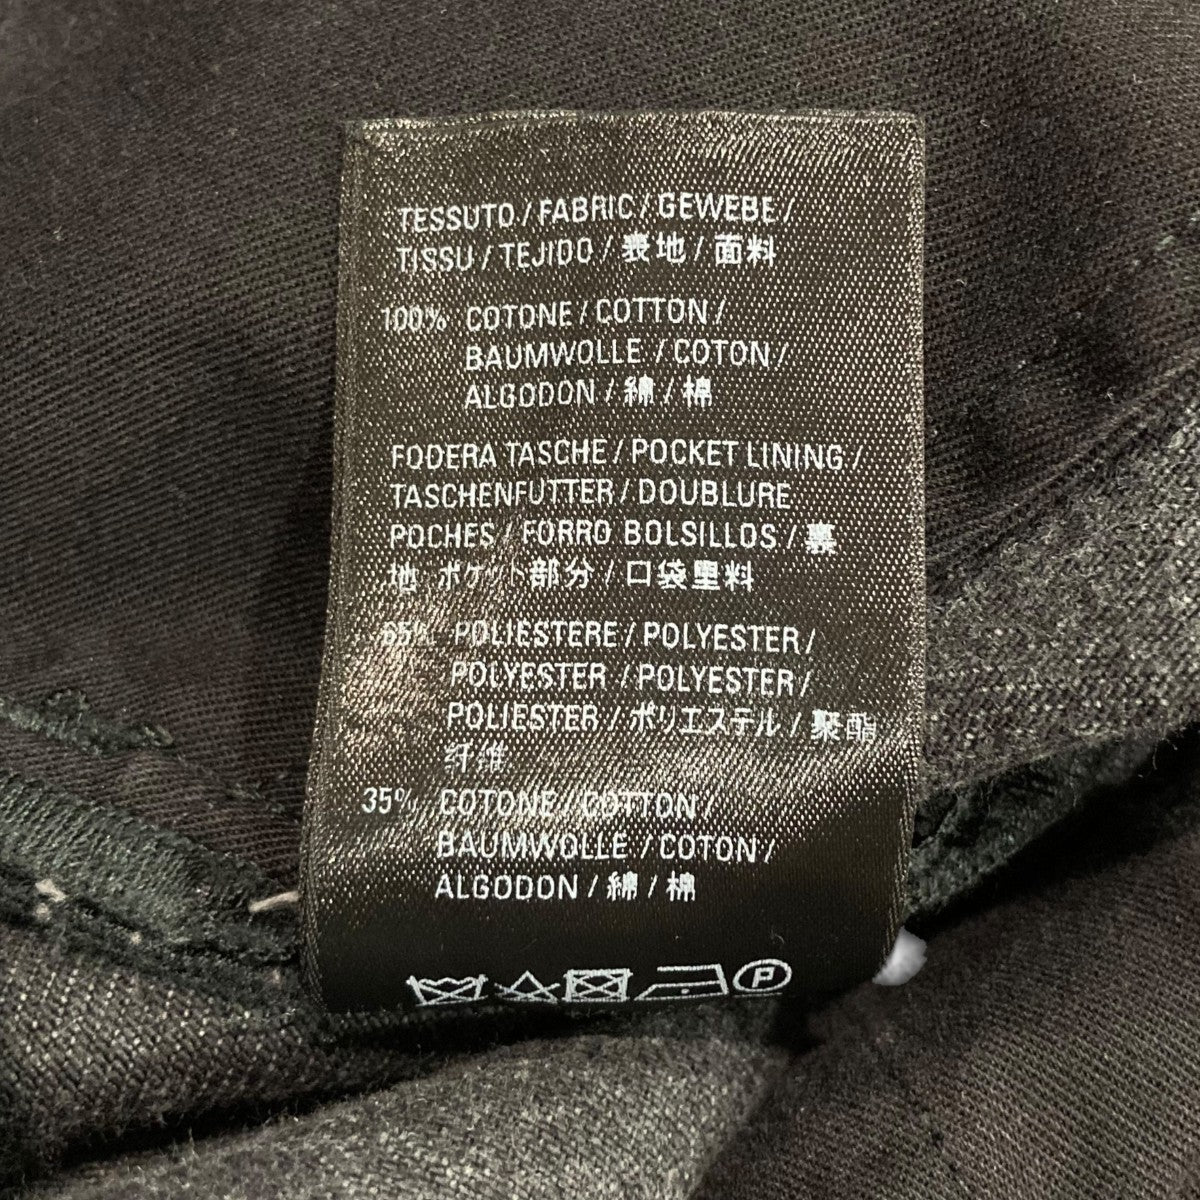 TESSUTO / FABRIC / GEWEBE /
TISSU / TEJIDO / 表地 / 面料
100% COTONE / COTTON /
BAUMWOLLE / COTON /
ALGODON / 綿 / 棉
FODERA TASCHE / POCKET LINING /
TASCHENFUTTER / DOUBLURE
POCHES / FORRO BOLSILLOS / 裏
地 ポケット部分 / 口袋里料
65% POLIESTERE / POLYESTER /
POLYESTER / POLYESTER /
POLIESTER / ポリエステル / 聚酯
纤维
35% COTONE / COTTON /
BAUMWOLLE / COTON /
ALGODON / 綿 / 棉
P